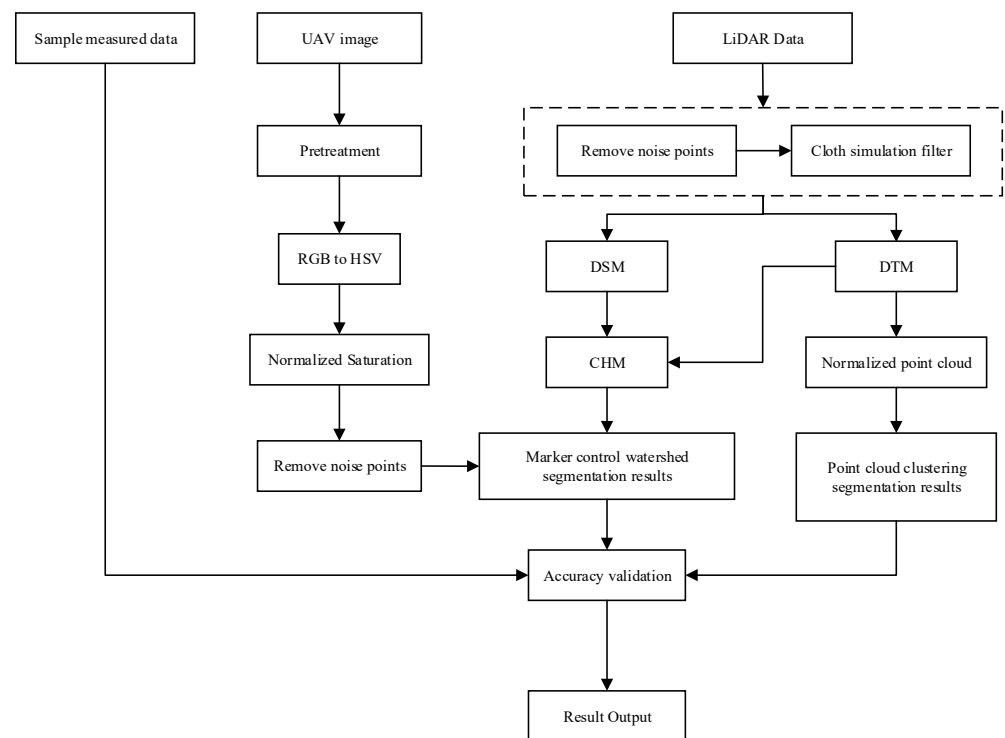 Sample measured data
UAV image
LiDAR Data
Pretreatment
Remove noise points
Cloth simulation filter
RGB to HSV
DSM
DTM
Normalized Saturation
CHM
Normalized point cloud
Remove noise points
Marker control watershed
segmentation results
Point cloud clustering
segmentation results
Accuracy validation
Result Output